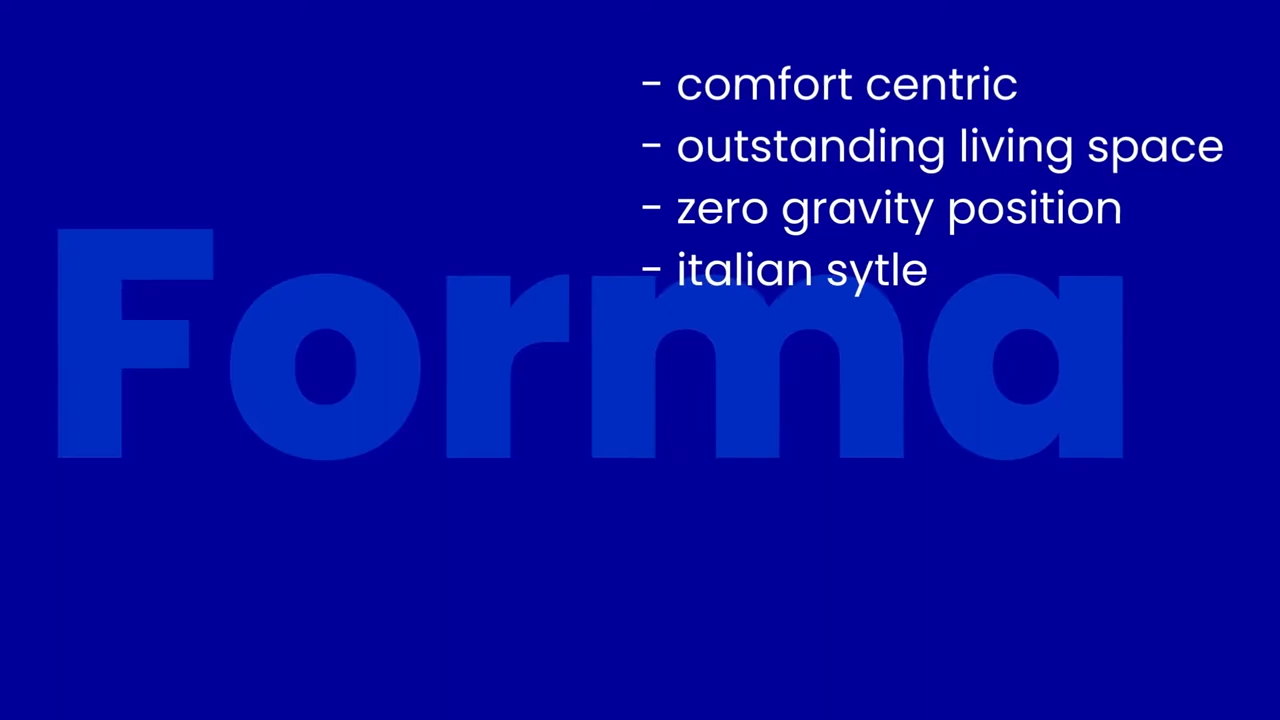 - comfort centric
- outstanding living space
- zero gravity position
- italian sytle
Forma